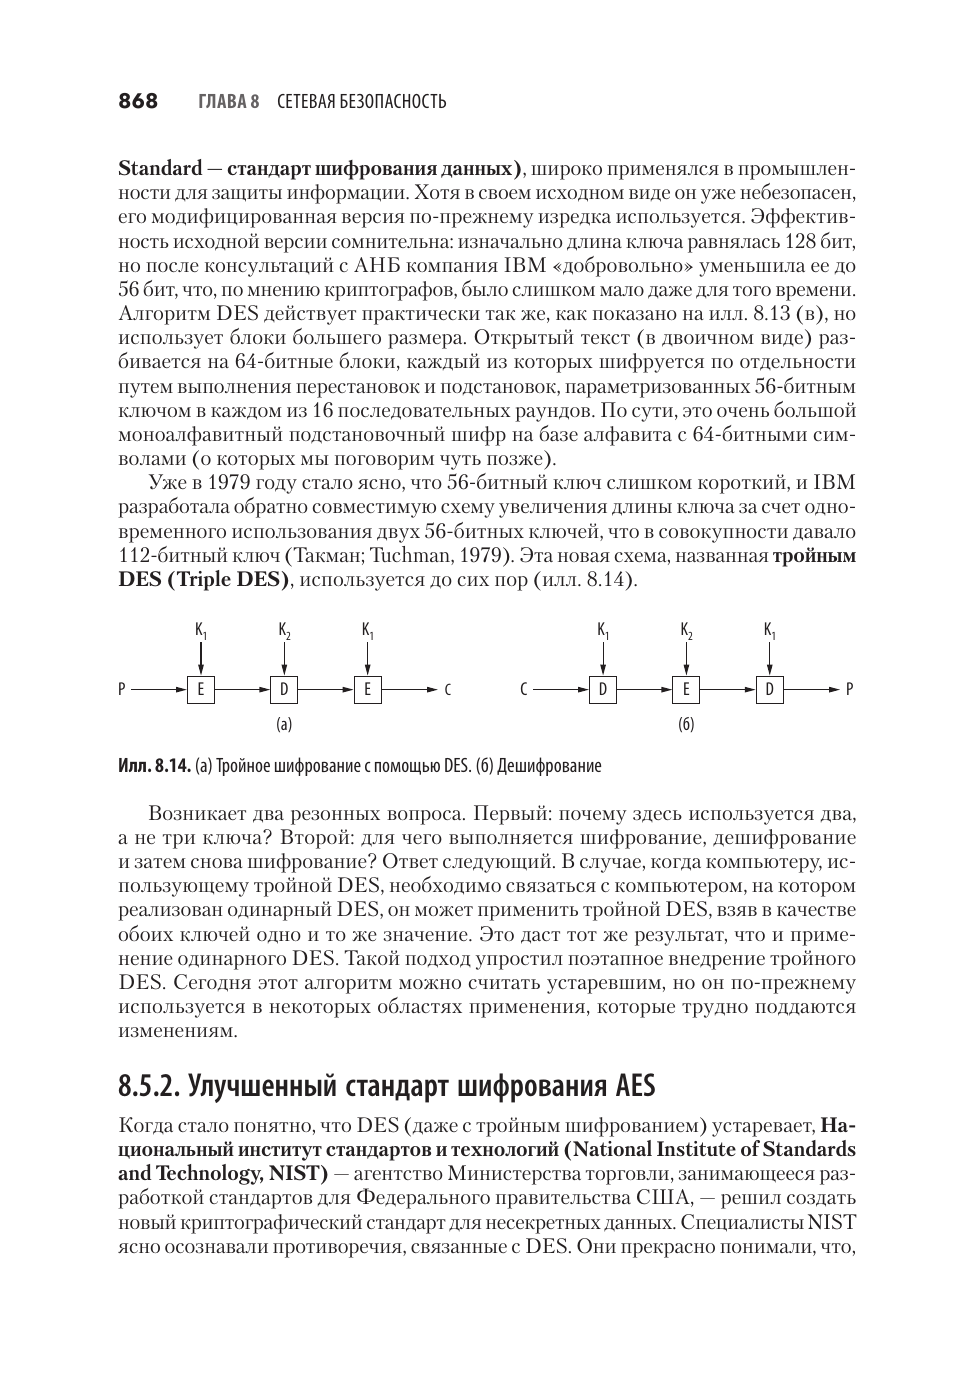 868 ГЛАВА 8 СЕТЕВАЯ БЕЗОПАСНОСТЬ
Standard — стандарт шифрования данных), широко применялся в промышлен-
ности для защиты информации. Хотя в своем исходном виде он уже небезопасен,
его модифицированная версия по-прежнему изредка используется. Эффектив-
ность исходной версии сомнительна: изначально длина ключа равнялась 128 бит,
но после консультаций с АНБ компания IBM «добровольно» уменьшила ее до
56 бит, что, по мнению криптографов, было слишком мало даже для того времени.
Алгоритм DES действует практически так же, как показано на илл. 8.13 (в), но
использует блоки большего размера. Открытый текст (в двоичном виде) раз-
бивается на 64-битные блоки, каждый из которых шифруется по отдельности
путем выполнения перестановок и подстановок, параметризованных 56-битным
ключом в каждом из 16 последовательных раундов. По сути, это очень большой
моноалфавитный подстановочный шифр на базе алфавита с 64-битными сим-
волами (о которых мы поговорим чуть позже).
Уже в 1979 году стало ясно, что 56-битный ключ слишком короткий, и IBM
разработала обратно совместимую схему увеличения длины ключа за счет одно-
временного использования двух 56-битных ключей, что в совокупности давало
112-битный ключ (Такман; Tuchman, 1979). Эта новая схема, названная тройным
DES (Triple DES), используется до сих пор (илл. 8.14).
K1 K2 K1 K1 K2 K1
P E D E C C D E D P
(а) (б)
Илл. 8.14. (а) Тройное шифрование с помощью DES. (б) Дешифрование
Возникает два резонных вопроса. Первый: почему здесь используется два,
а не три ключа? Второй: для чего выполняется шифрование, дешифрование
и затем снова шифрование? Ответ следующий. В случае, когда компьютеру, ис-
пользующему тройной DES, необходимо связаться с компьютером, на котором
реализован одинарный DES, он может применить тройной DES, взяв в качестве
обоих ключей одно и то же значение. Это даст тот же результат, что и приме-
нение одинарного DES. Такой подход упростил поэтапное внедрение тройного
DES. Сегодня этот алгоритм можно считать устаревшим, но он по-прежнему
используется в некоторых областях применения, которые трудно поддаются
изменениям.
8.5.2. Улучшенный стандарт шифрования AES
Когда стало понятно, что DES (даже с тройным шифрованием) устаревает, На-
циональный институт стандартов и технологий (National Institute of Standards
and Technology, NIST) — агентство Министерства торговли, занимающееся раз-
работкой стандартов для Федерального правительства США, — решил создать
новый криптографический стандарт для несекретных данных. Специалисты NIST
ясно осознавали противоречия, связанные с DES. Они прекрасно понимали, что,